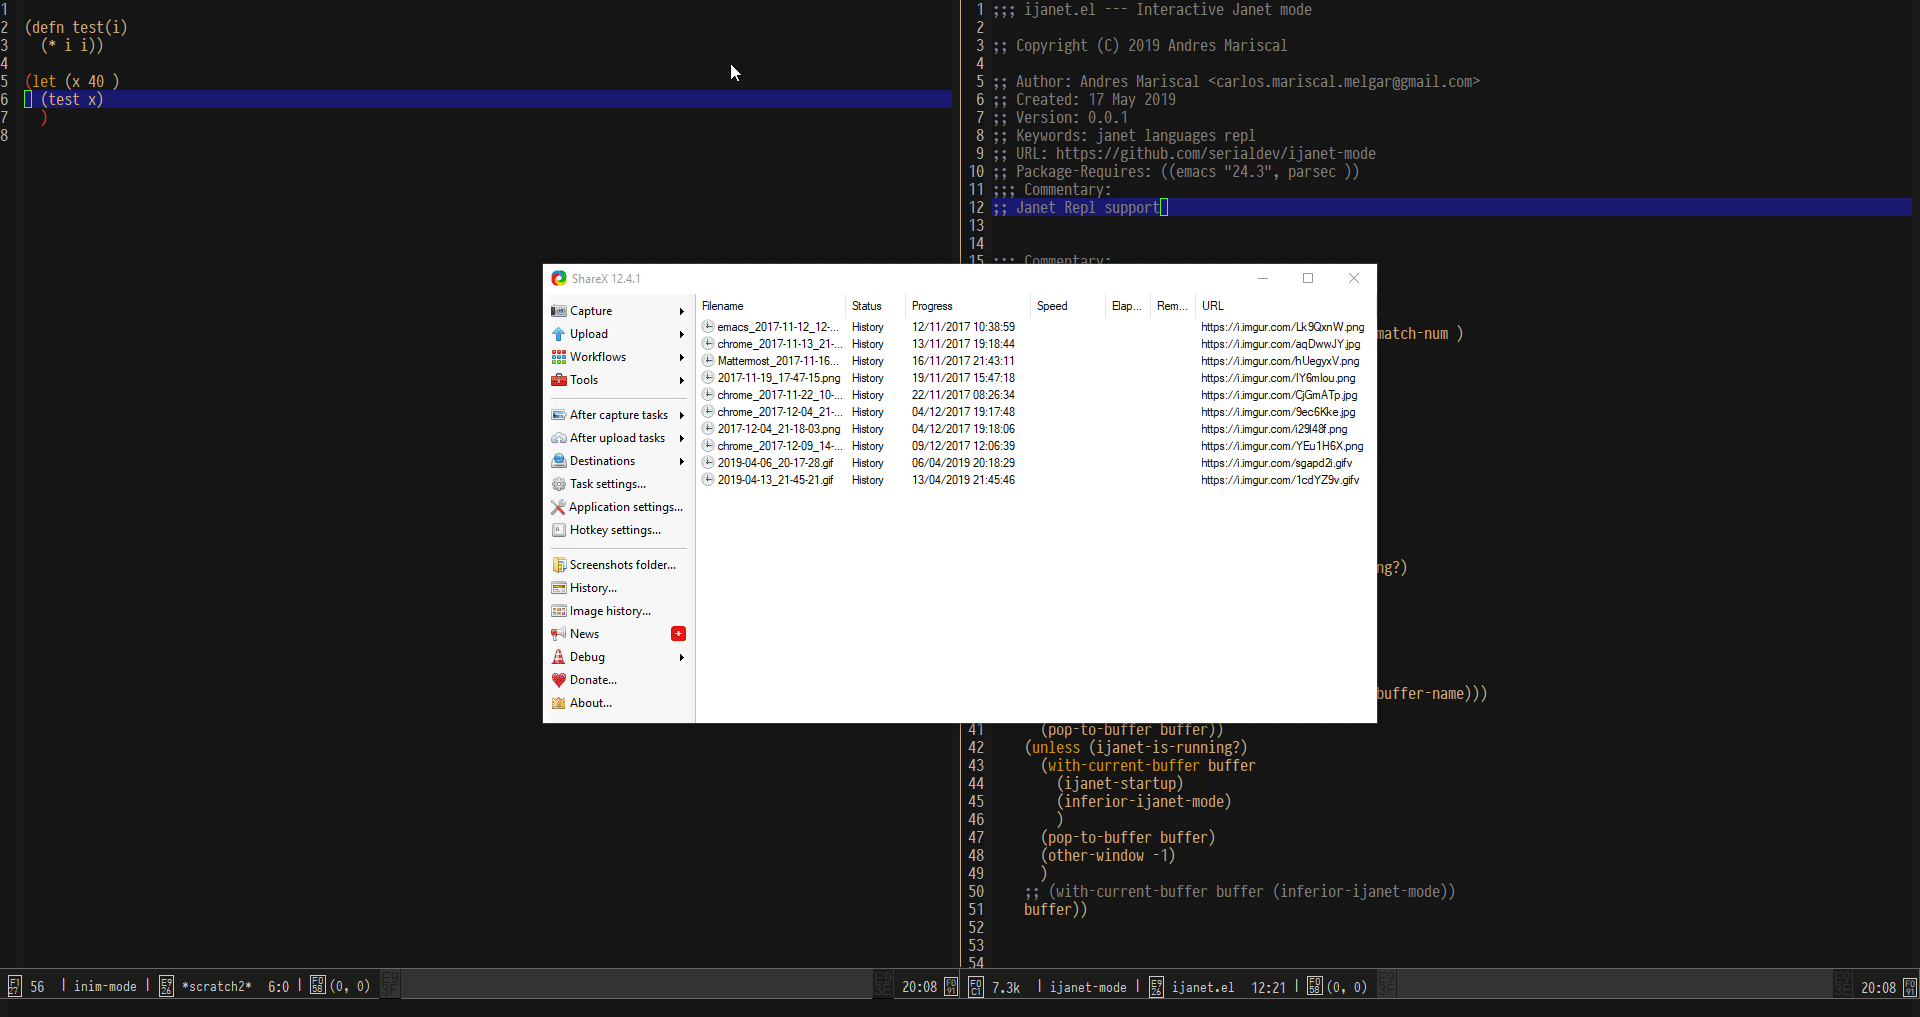 1
2 (defn test(i)
3 (* i i))
4
5 (let (x 40 )
6 (test x)
7 )
8
1 ;;; ijanet.el --- Interactive Janet mode
2
3 ;; Copyright (C) 2019 Andres Mariscal
4
5 ;; Author: Andres Mariscal <carlos.mariscal.melgar@gmail.com>
6 ;; Created: 17 May 2019
7 ;; Version: 0.0.1
8 ;; Keywords: janet languages repl
9 ;; URL: https://github.com/serialdev/ijanet-mode
10 ;; Package-Requires: ((emacs "24.3", parsec ))
11 ;;; Commentary:
12 ;; Janet Repl support
13
14
15 ;;; Commentary:
match-num )
ng?)
buffer-name)))
41 (pop-to-buffer buffer))
42 (unless (ijanet-is-running?)
43 (with-current-buffer buffer
44 (ijanet-startup)
45 (inferior-ijanet-mode)
46 )
47 (pop-to-buffer buffer)
48 (other-window -1)
49 )
50 ;; (with-current-buffer buffer (inferior-ijanet-mode))
51 buffer))
52
53
54
ShareX 12.4.1
Capture
Upload
Workflows
Tools
After capture tasks
After upload tasks
Destinations
Task settings...
Application settings...
Hotkey settings...
Screenshots folder...
History...
Image history...
News
Debug
Donate...
About...
Filename Status Progress Speed Elap... Rem... URL
emacs_2017-11-12_12-... History 12/11/2017 10:38:59 https://i.imgur.com/Lk9QxnW.png
chrome_2017-11-13_21-... History 13/11/2017 19:18:44 https://i.imgur.com/aqDwwJY.jpg
Mattermost_2017-11-16... History 16/11/2017 21:43:11 https://i.imgur.com/hUegyxV.png
2017-11-19_17-47-15.png History 19/11/2017 15:47:18 https://i.imgur.com/IY6mlou.png
chrome_2017-11-22_10-... History 22/11/2017 08:26:34 https://i.imgur.com/CjGmATp.jpg
chrome_2017-12-04_21-... History 04/12/2017 19:17:48 https://i.imgur.com/9ec6Kke.jpg
2017-12-04_21-18-03.png History 04/12/2017 19:18:06 https://i.imgur.com/i29I48f.png
chrome_2017-12-09_14-... History 09/12/2017 12:06:39 https://i.imgur.com/YEu1H6X.png
2019-04-06_20-17-28.gif History 06/04/2019 20:18:29 https://i.imgur.com/sgapd2i.gifv
2019-04-13_21-45-21.gif History 13/04/2019 21:45:46 https://i.imgur.com/1cdYZ9v.gifv
56 | inim-mode | *scratch2* 6:0 | (0, 0) 20:08
7.3k | ijanet-mode | ijanet.el 12:21 | (0, 0) 20:08